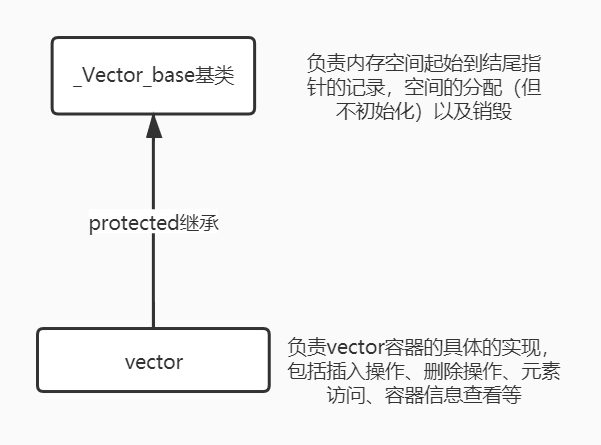 _Vector_base基类
负责内存空间起始到结尾指
针的记录，空间的分配（但
不初始化）以及销毁
protected继承
vector
负责vector容器的具体的实现，
包括插入操作、删除操作、元素
访问、容器信息查看等